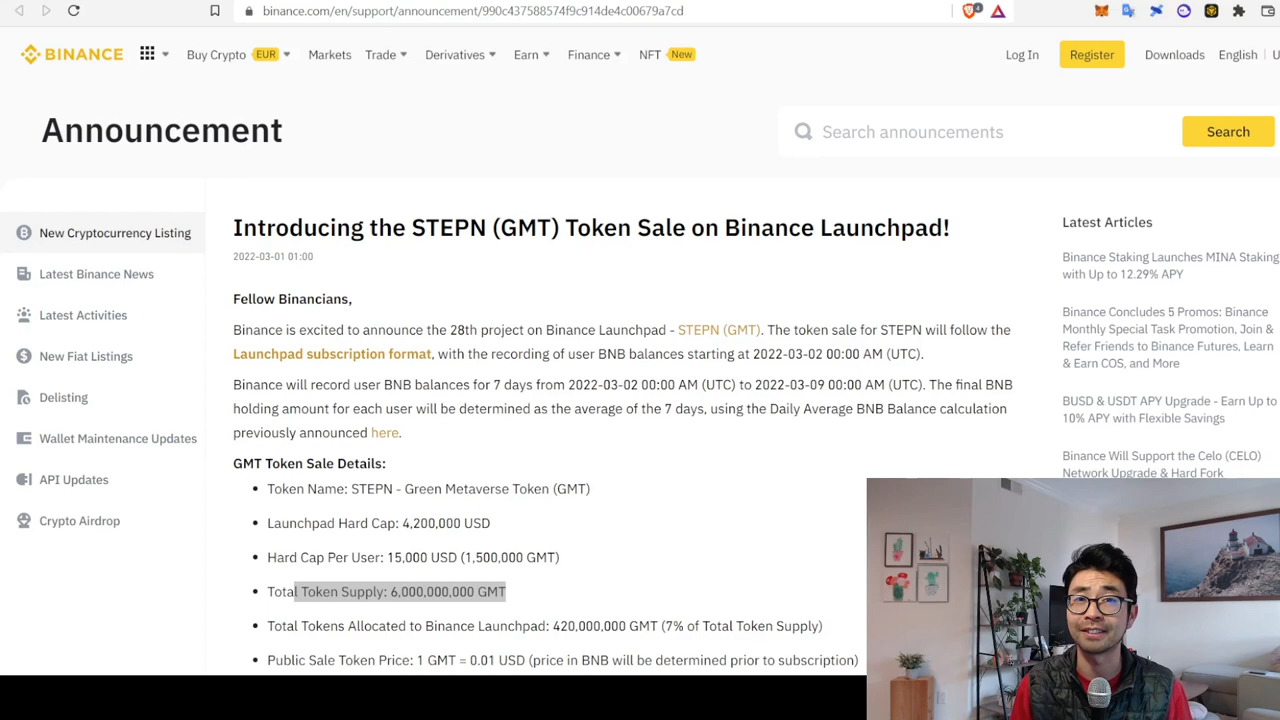 binance.com/en/support/announcement/990c437588574f9c914de4c00679a7cd
4
BINANCE
Buy Crypto EUR Markets Trade Derivatives Earn Finance NFT New
Log In Register Downloads English U
Announcement
Search announcements Search
New Cryptocurrency Listing
Latest Binance News
Latest Activities
New Fiat Listings
Delisting
Wallet Maintenance Updates
API Updates
Crypto Airdrop
Introducing the STEPN (GMT) Token Sale on Binance Launchpad!
2022-03-01 01:00
Fellow Binancians,
Binance is excited to announce the 28th project on Binance Launchpad - STEPN (GMT). The token sale for STEPN will follow the
Launchpad subscription format, with the recording of user BNB balances starting at 2022-03-02 00:00 AM (UTC).
Binance will record user BNB balances for 7 days from 2022-03-02 00:00 AM (UTC) to 2022-03-09 00:00 AM (UTC). The final BNB
holding amount for each user will be determined as the average of the 7 days, using the Daily Average BNB Balance calculation
previously announced here.
GMT Token Sale Details:
• Token Name: STEPN - Green Metaverse Token (GMT)
• Launchpad Hard Cap: 4,200,000 USD
• Hard Cap Per User: 15,000 USD (1,500,000 GMT)
• Total Token Supply: 6,000,000,000 GMT
• Total Tokens Allocated to Binance Launchpad: 420,000,000 GMT (7% of Total Token Supply)
• Public Sale Token Price: 1 GMT = 0.01 USD (price in BNB will be determined prior to subscription)
Latest Articles
Binance Staking Launches MINA Staking
with Up to 12.29% APY
Binance Concludes 5 Promos: Binance
Monthly Special Task Promotion, Join &
Refer Friends to Binance Futures, Learn
& Earn COS, and More
BUSD & USDT APY Upgrade - Earn Up to
10% APY with Flexible Savings
Binance Will Support the Celo (CELO)
Network Upgrade & Hard Fork